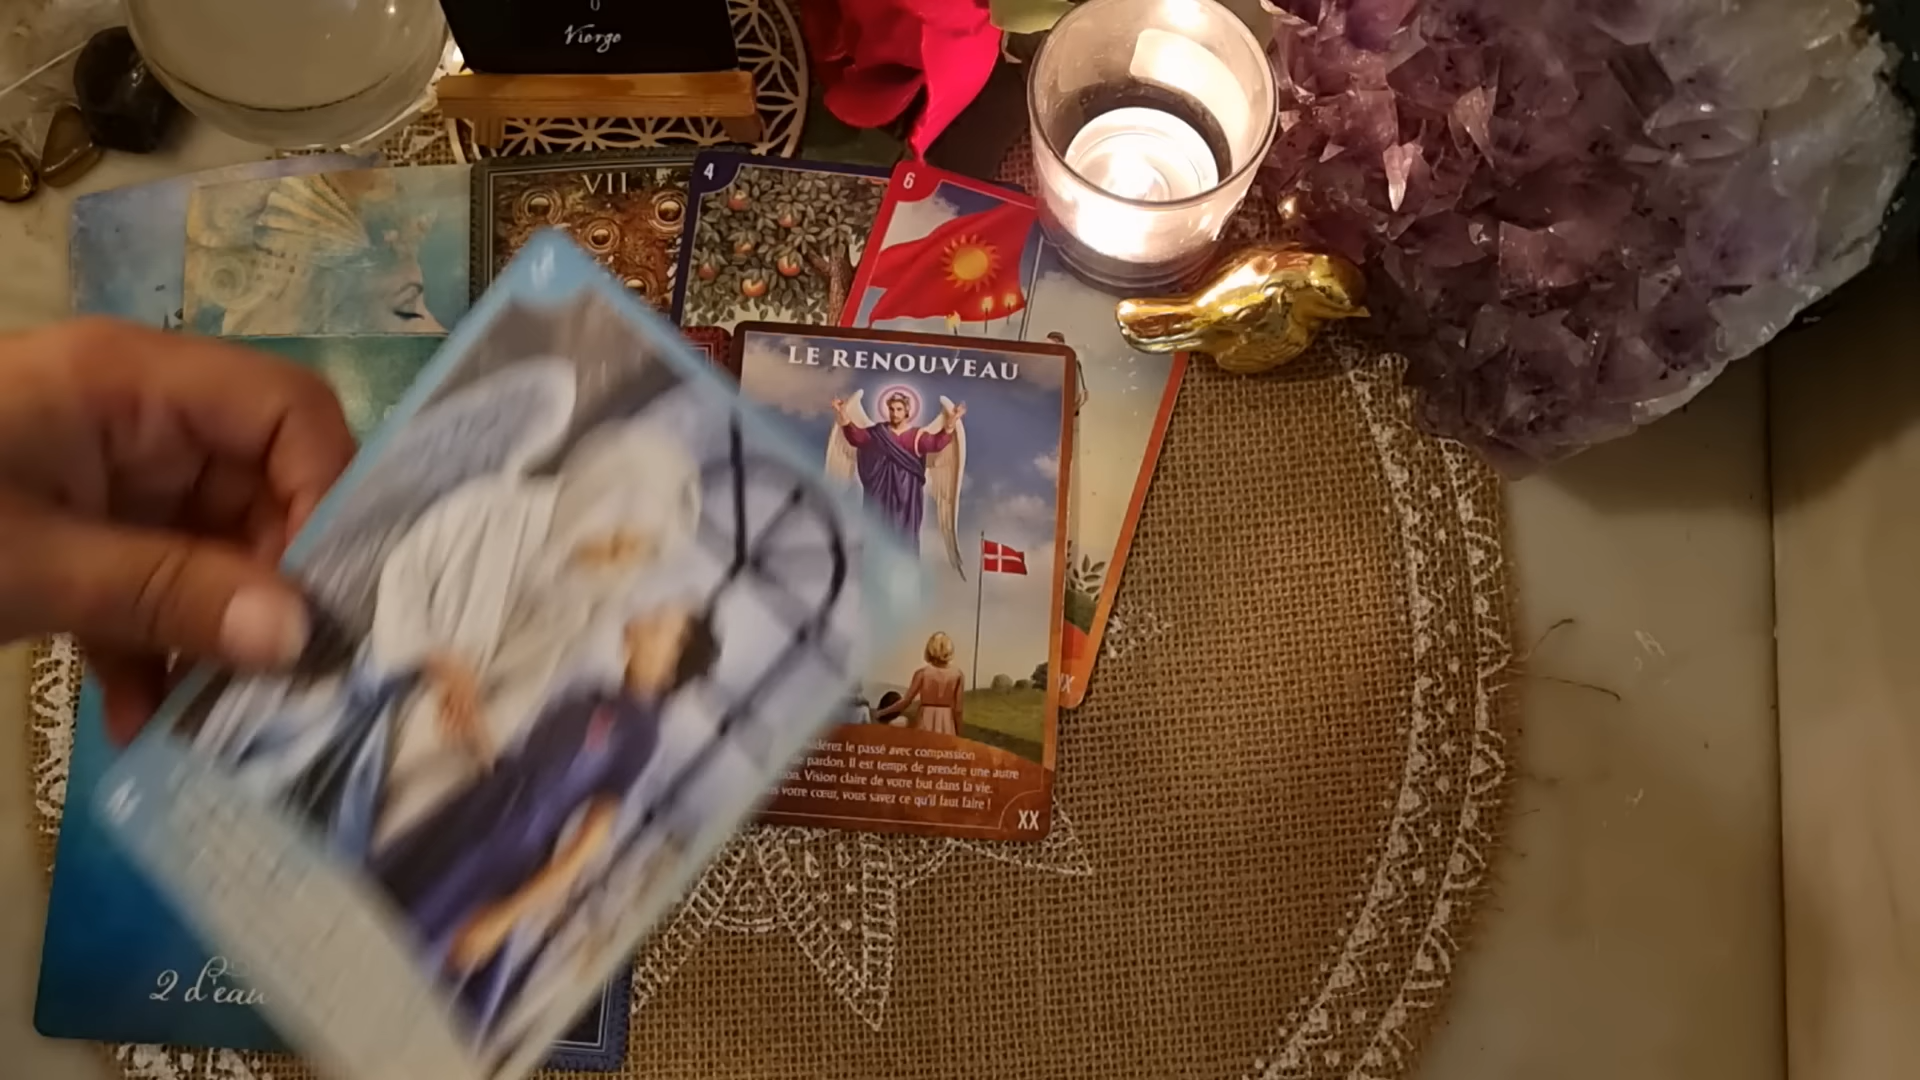 Vierge
VII
4
6
LE RENOUVEAU
le passé avec compassion
pardon. Il est temps de prendre une autre
Vision claire de votre but dans la vie.
votre cœur, vous savez ce qu'il faut faire !
XX
2 d'eau